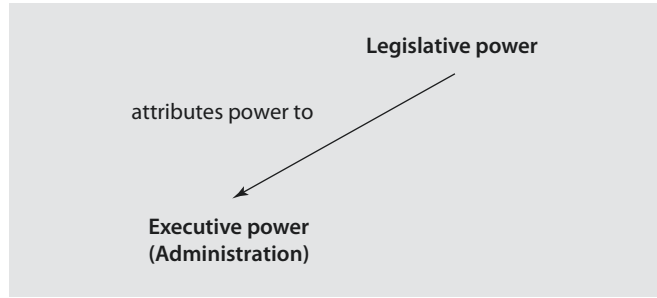 Legislative power
attributes power to
Executive power
(Administration)